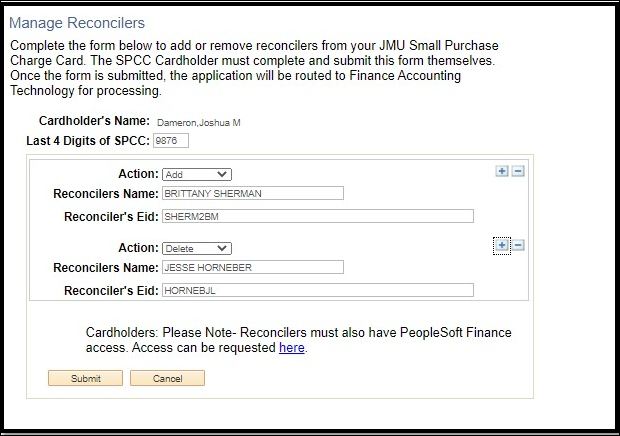 Manage Reconcilers
Complete the form below to add or remove reconcilers from your JMU Small Purchase
Charge Card. The SPCC Cardholder must complete and submit this form themselves.
Once the form is submitted, the application will be routed to Finance Accounting
Technology for processing.
Cardholder's Name: Dameron,Joshua M
Last 4 Digits of SPCC: 9876
Action: Add
Reconcilers Name: BRITTANY SHERMAN
Reconciler's Eid: SHERM2BM
Action: Delete
Reconcilers Name: JESSE HORNEBER
Reconciler's Eid: HORNEBJL
Cardholders: Please Note- Reconcilers must also have PeopleSoft Finance
access. Access can be requested here.
Submit Cancel